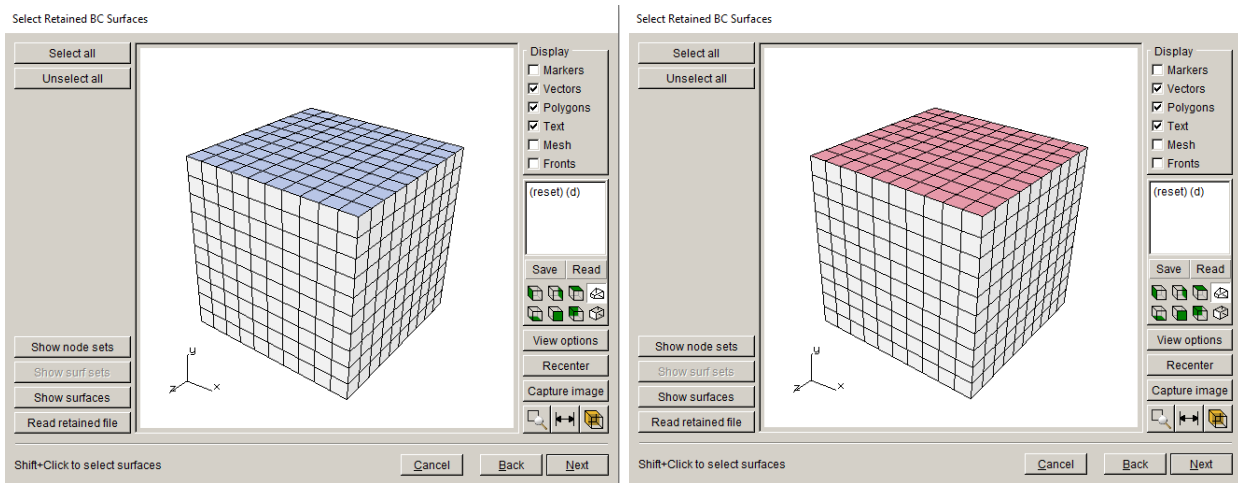 Select Retained BC Surfaces
Select all
Unselect all
Show node sets
Show surf sets
Show surfaces
Read retained file
y
z
x
Display
Markers
Vectors
Polygons
Text
Mesh
Fronts
(reset) (d)
Save Read
View options
Recenter
Capture image
Shift+Click to select surfaces
Cancel Back Next
Select Retained BC Surfaces
Select all
Unselect all
Show node sets
Show surf sets
Show surfaces
Read retained file
y
z
x
Display
Markers
Vectors
Polygons
Text
Mesh
Fronts
(reset) (d)
Save Read
View options
Recenter
Capture image
Shift+Click to select surfaces
Cancel Back Next